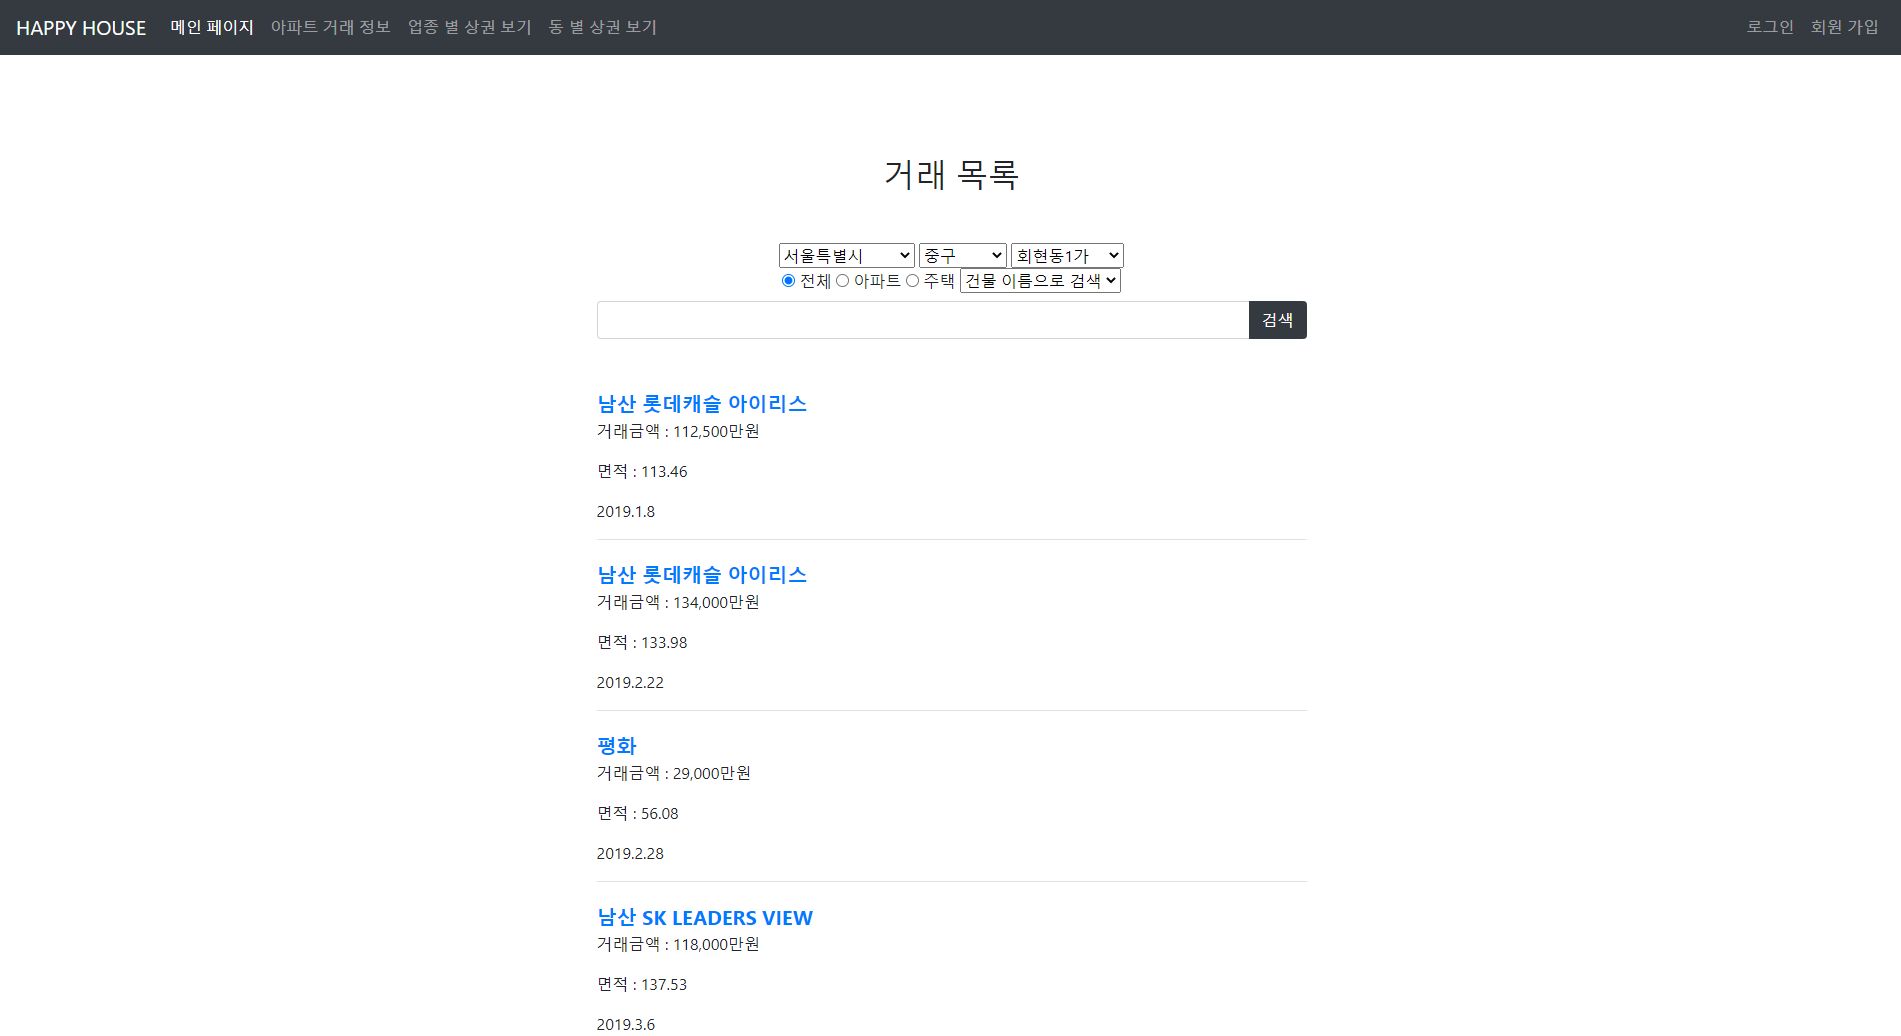 HAPPY HOUSE 메인 페이지 아파트 거래 정보 업종 별 상권 보기 동 별 상권 보기 로그인 회원 가입
거래 목록
서울특별시 중구 회현동1가
전체 아파트 주택 건물 이름으로 검색
검색
남산 롯데캐슬 아이리스
거래금액 : 112,500만원
면적 : 113.46
2019.1.8
남산 롯데캐슬 아이리스
거래금액 : 134,000만원
면적 : 133.98
2019.2.22
평화
거래금액 : 29,000만원
면적 : 56.08
2019.2.28
남산 SK LEADERS VIEW
거래금액 : 118,000만원
면적 : 137.53
2019.3.6